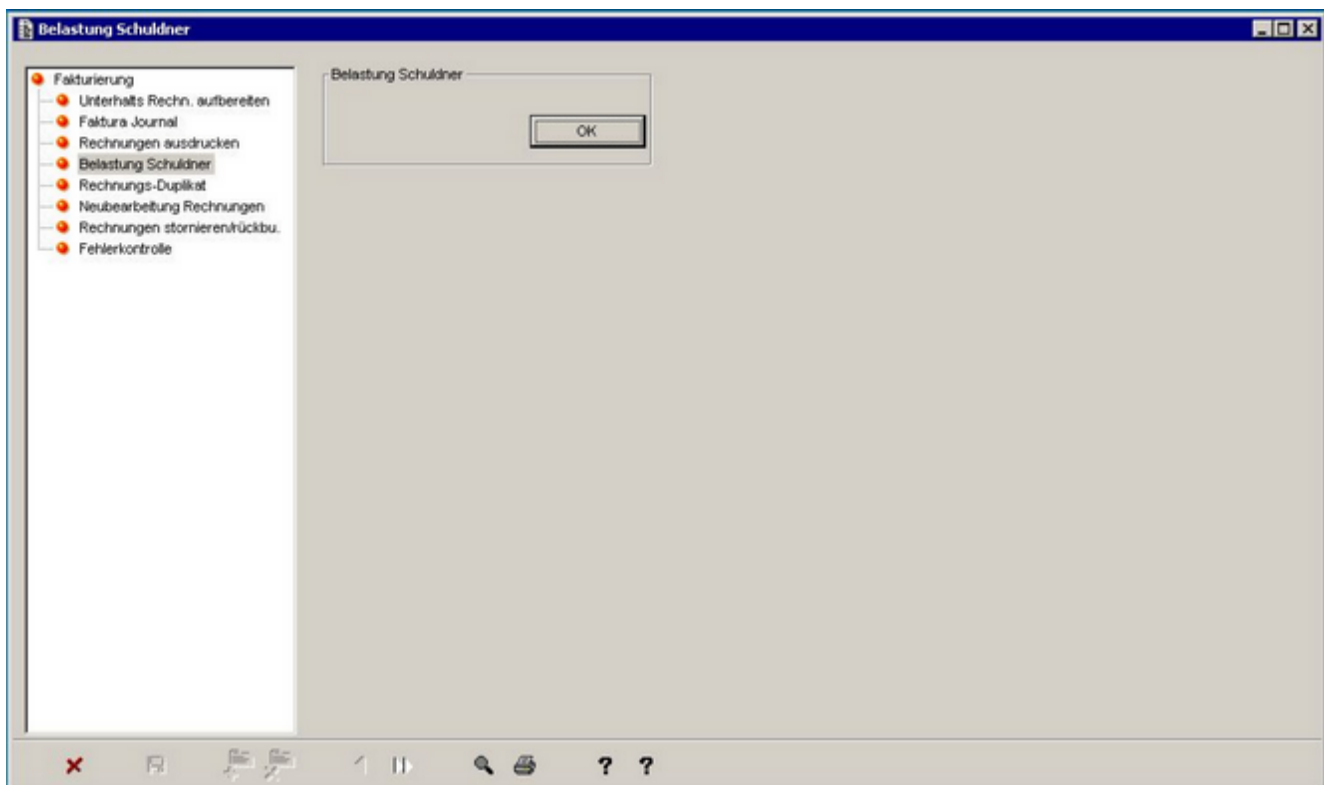 Belastung Schuldner
Fakturierung
Unterhalts Rechn. aufbereiten
Faktura Journal
Rechnungen ausdrucken
Belastung Schuldner
Rechnungs-Duplikat
Neubearbeitung Rechnungen
Rechnungen stornieren/rückbu.
Fehlerkontrolle
Belastung Schuldner
OK
? ?